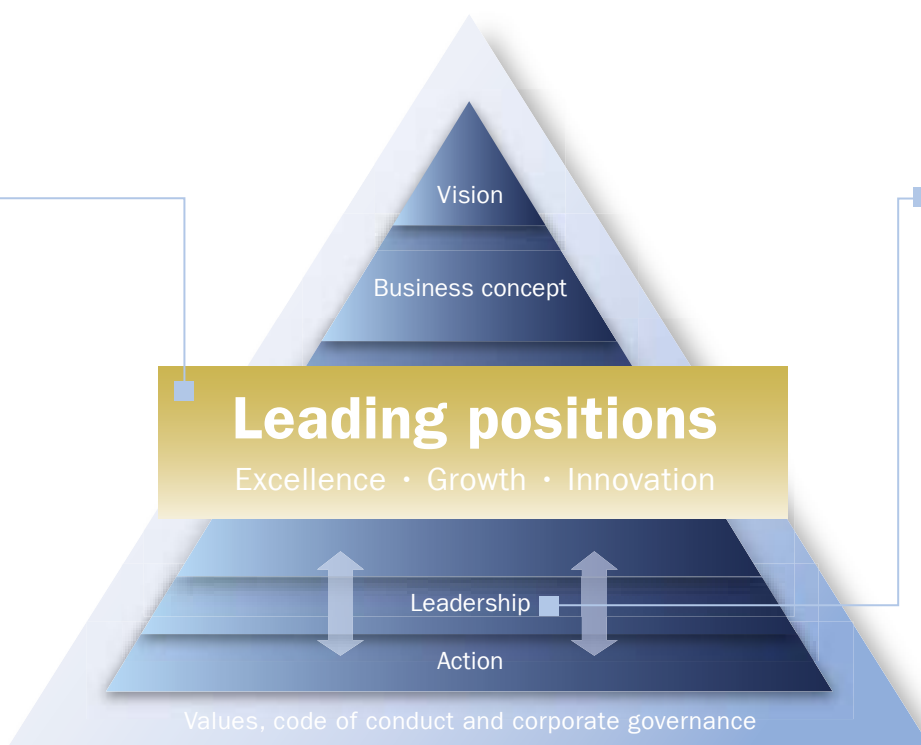 Vision
Business concept
Leading positions
Excellence • Growth • Innovation
Leadership
Action
Values, code of conduct and corporate governance